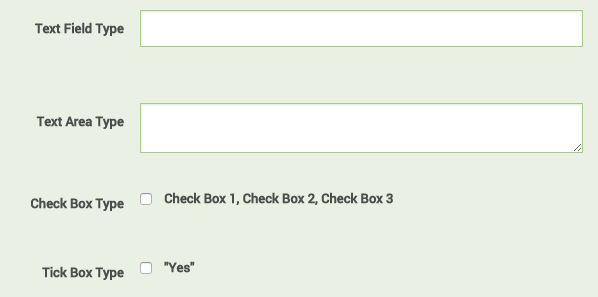 Text Field Type
Text Area Type
Check Box Type
Check Box 1, Check Box 2, Check Box 3
Tick Box Type
"Yes"